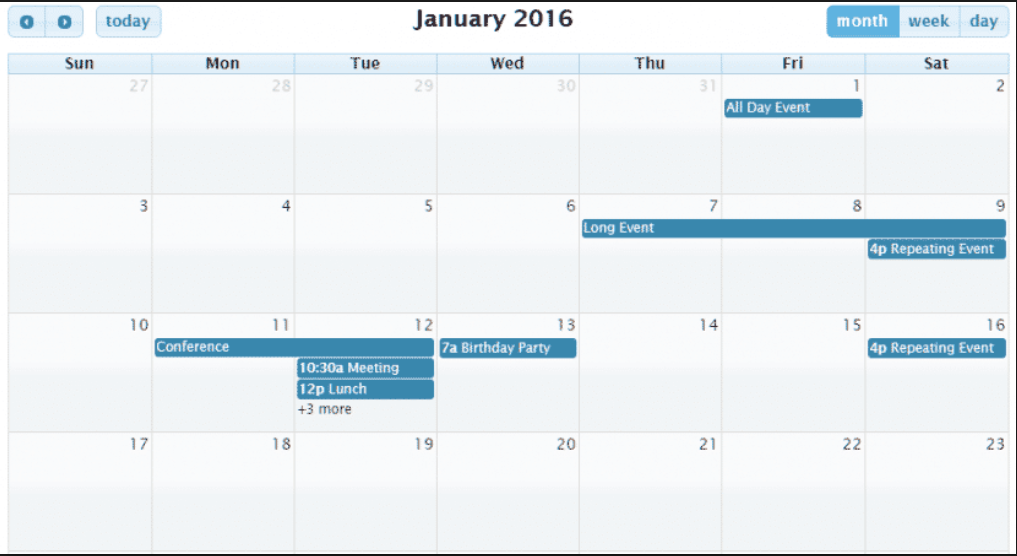 today
January 2016
month week day
Sun Mon Tue Wed Thu Fri Sat
27 28 29 30 31 1 2
All Day Event
3 4 5 6 7 8 9
Long Event
4p Repeating Event
10 11 12 13 14 15 16
Conference
7a Birthday Party
4p Repeating Event
10:30a Meeting
12p Lunch
+3 more
17 18 19 20 21 22 23